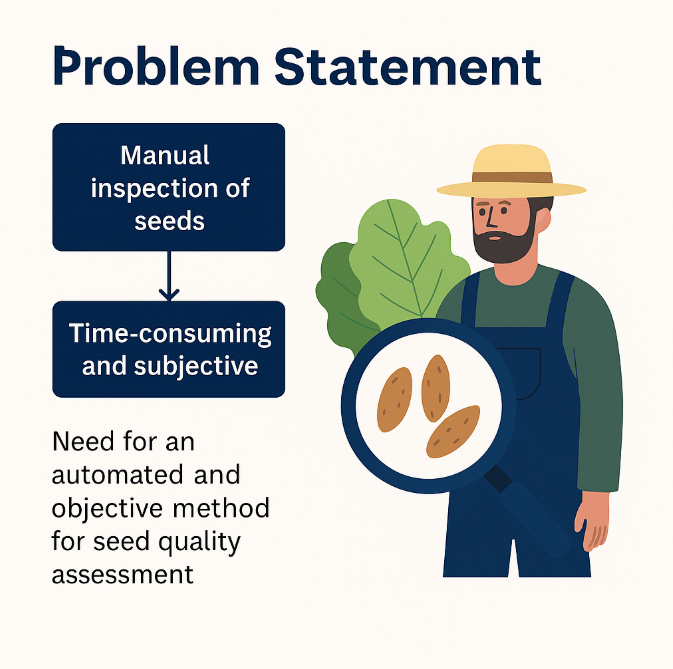 Problem Statement
Manual
inspection of
seeds
Time-consuming
and subjective
Need for an
automated and
objective method
for seed quality
assessment